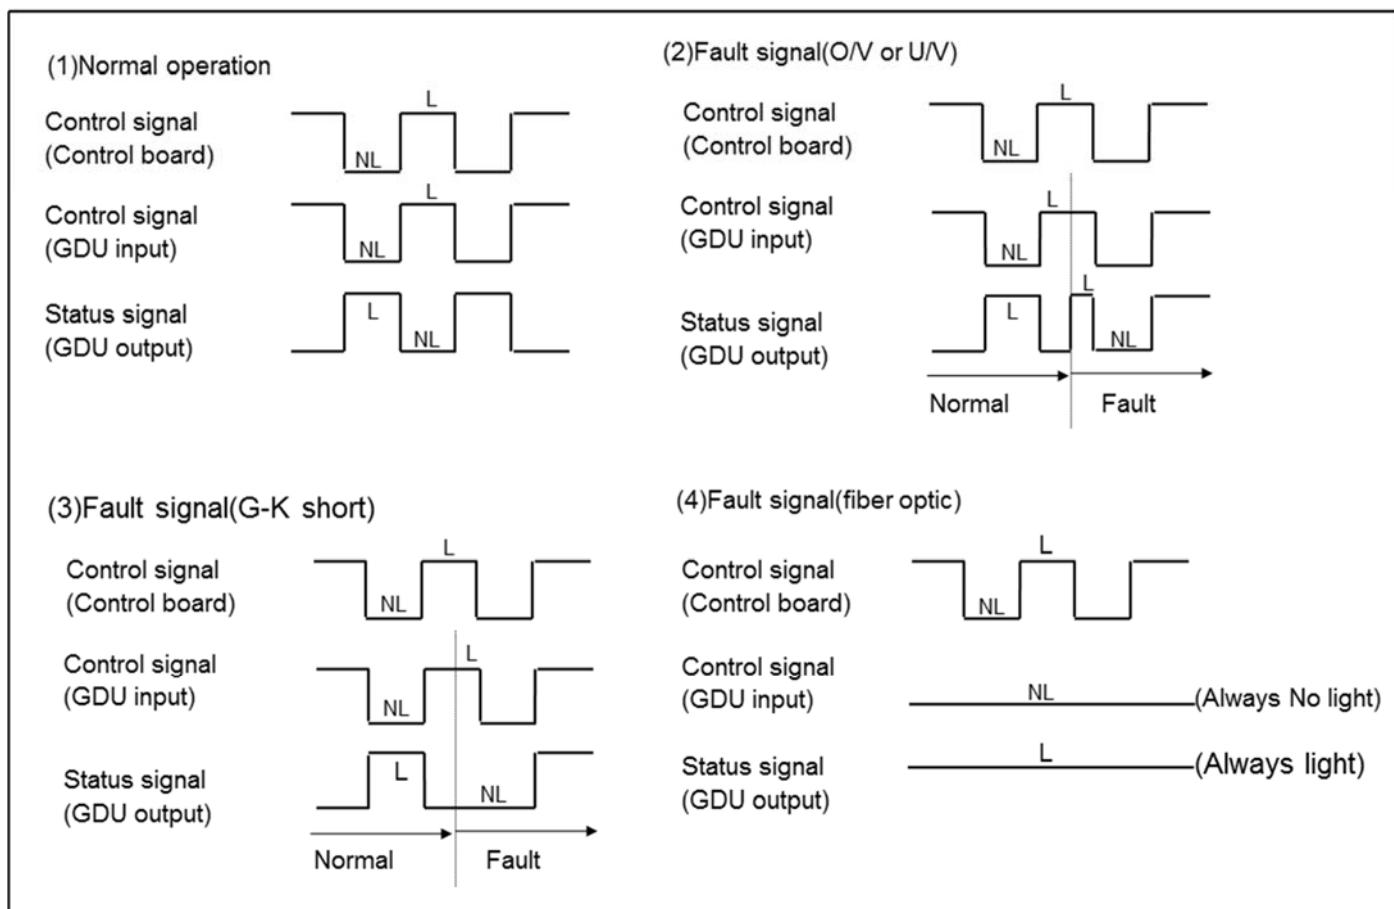 (1)Normal operation
L
Control signal
(Control board)
NL
L
Control signal
(GDU input)
NL
Status signal
(GDU output)
L
NL
(2)Fault signal(O/V or U/V)
L
Control signal
(Control board)
NL
L
Control signal
(GDU input)
NL
L
Status signal
(GDU output)
L
NL
Normal
Fault
(3)Fault signal(G-K short)
L
Control signal
(Control board)
NL
L
Control signal
(GDU input)
NL
Status signal
(GDU output)
L
NL
Normal
Fault
(4)Fault signal(fiber optic)
L
Control signal
(Control board)
NL
Control signal
(GDU input)
NL
(Always No light)
Status signal
(GDU output)
L
(Always light)